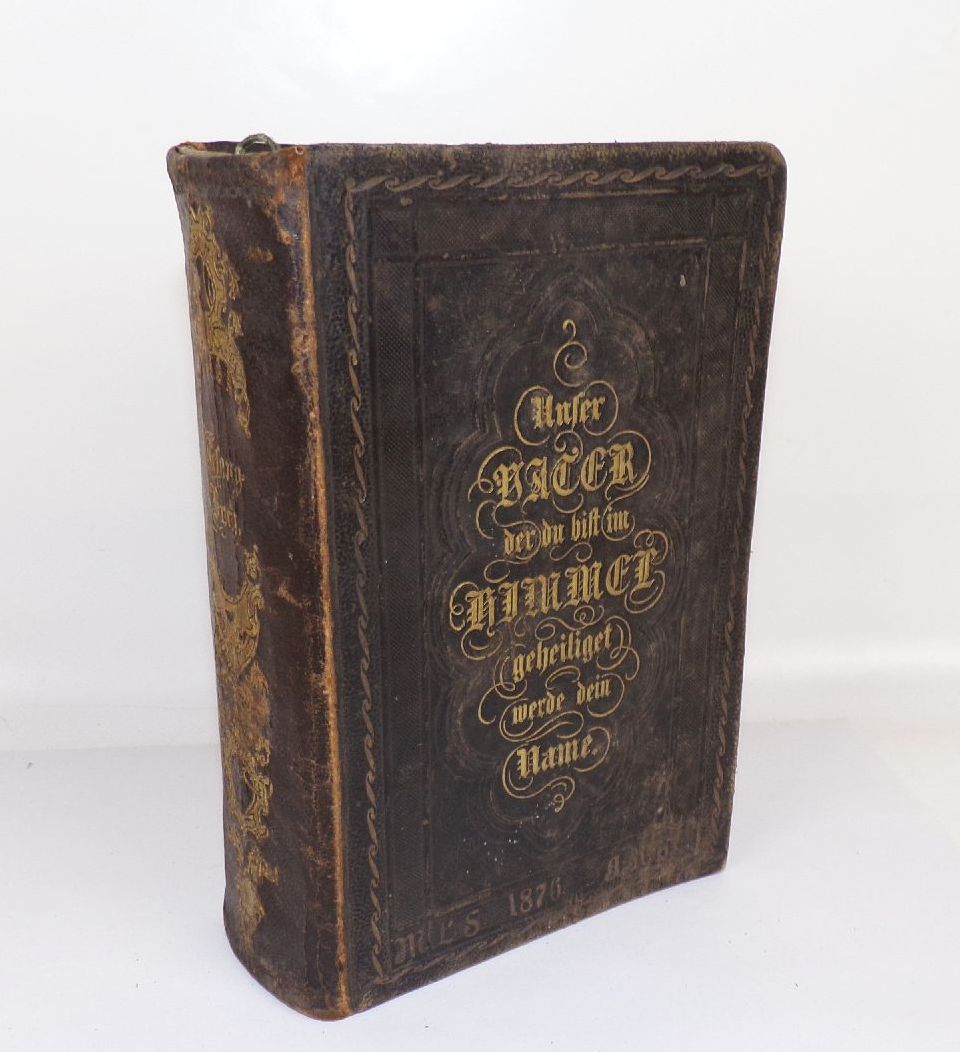 Unser
VATER
der du bist im
HIMMEL
geheiliget
werde dein
Name.
1876